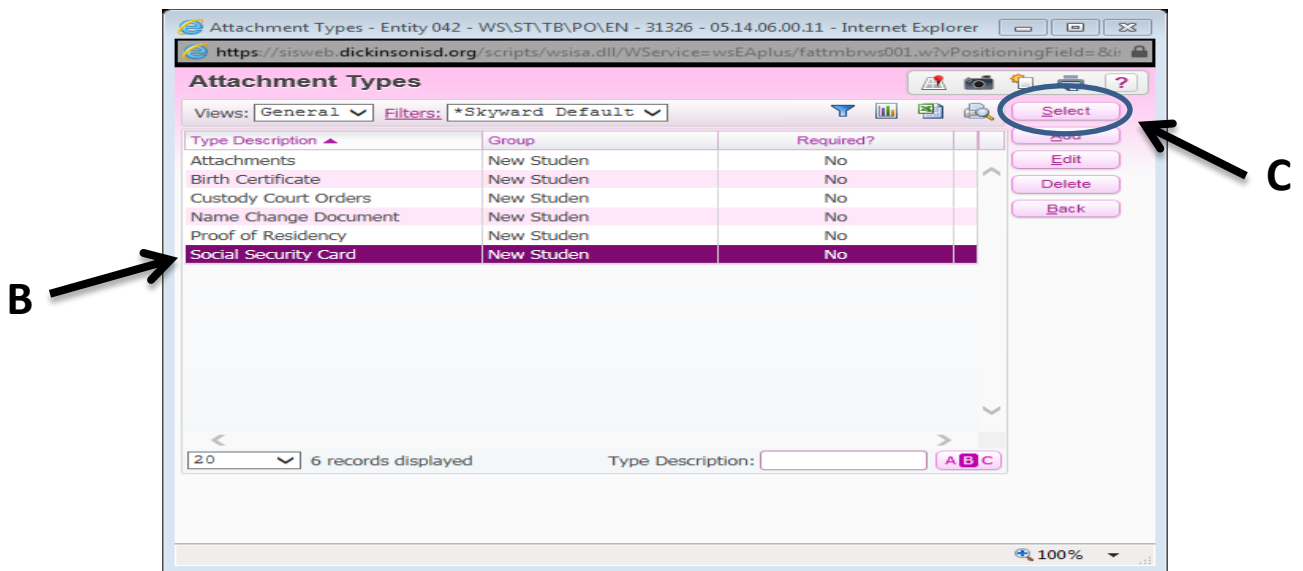 Attachment Types - Entity 042 - WS\ST\TB\PO\EN - 31326 - 05.14.06.00.11 - Internet Explorer
https://sisweb.dickinsonisd.org/scripts/wsisa.dll/WService=wsEAplus/fattmbrws001.w?vPositioningField=&i
Attachment Types
?
Views: General Filters: *Skyward Default
Select
Type Description Group Required?
Add
Attachments New Studen No
Edit
Birth Certificate New Studen No
Delete
Custody Court Orders New Studen No
Back
Name Change Document New Studen No
Proof of Residency New Studen No
Social Security Card New Studen No
C
B
20 6 records displayed Type Description: A B C
100%